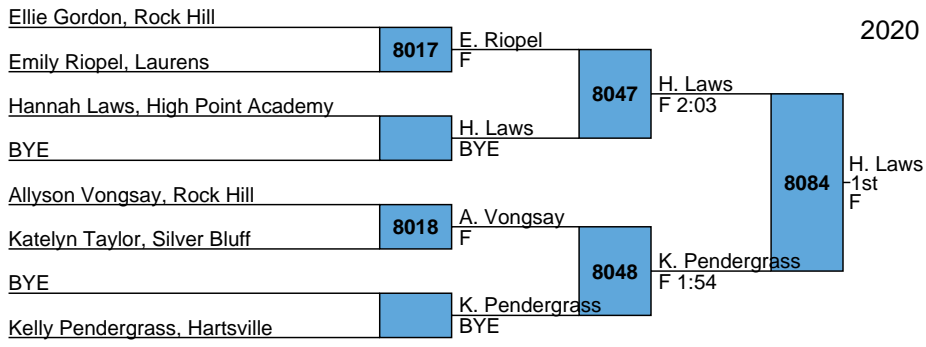 Ellie Gordon, Rock Hill
2020
8017
E. Riopel
F
Emily Riopel, Laurens
8047
H. Laws
F 2:03
Hannah Laws, High Point Academy
H. Laws
BYE
BYE
8084
H. Laws
1st
F
Allyson Vongsay, Rock Hill
8018
A. Vongsay
F
Katelyn Taylor, Silver Bluff
8048
K. Pendergrass
F 1:54
BYE
K. Pendergrass
BYE
Kelly Pendergrass, Hartsville